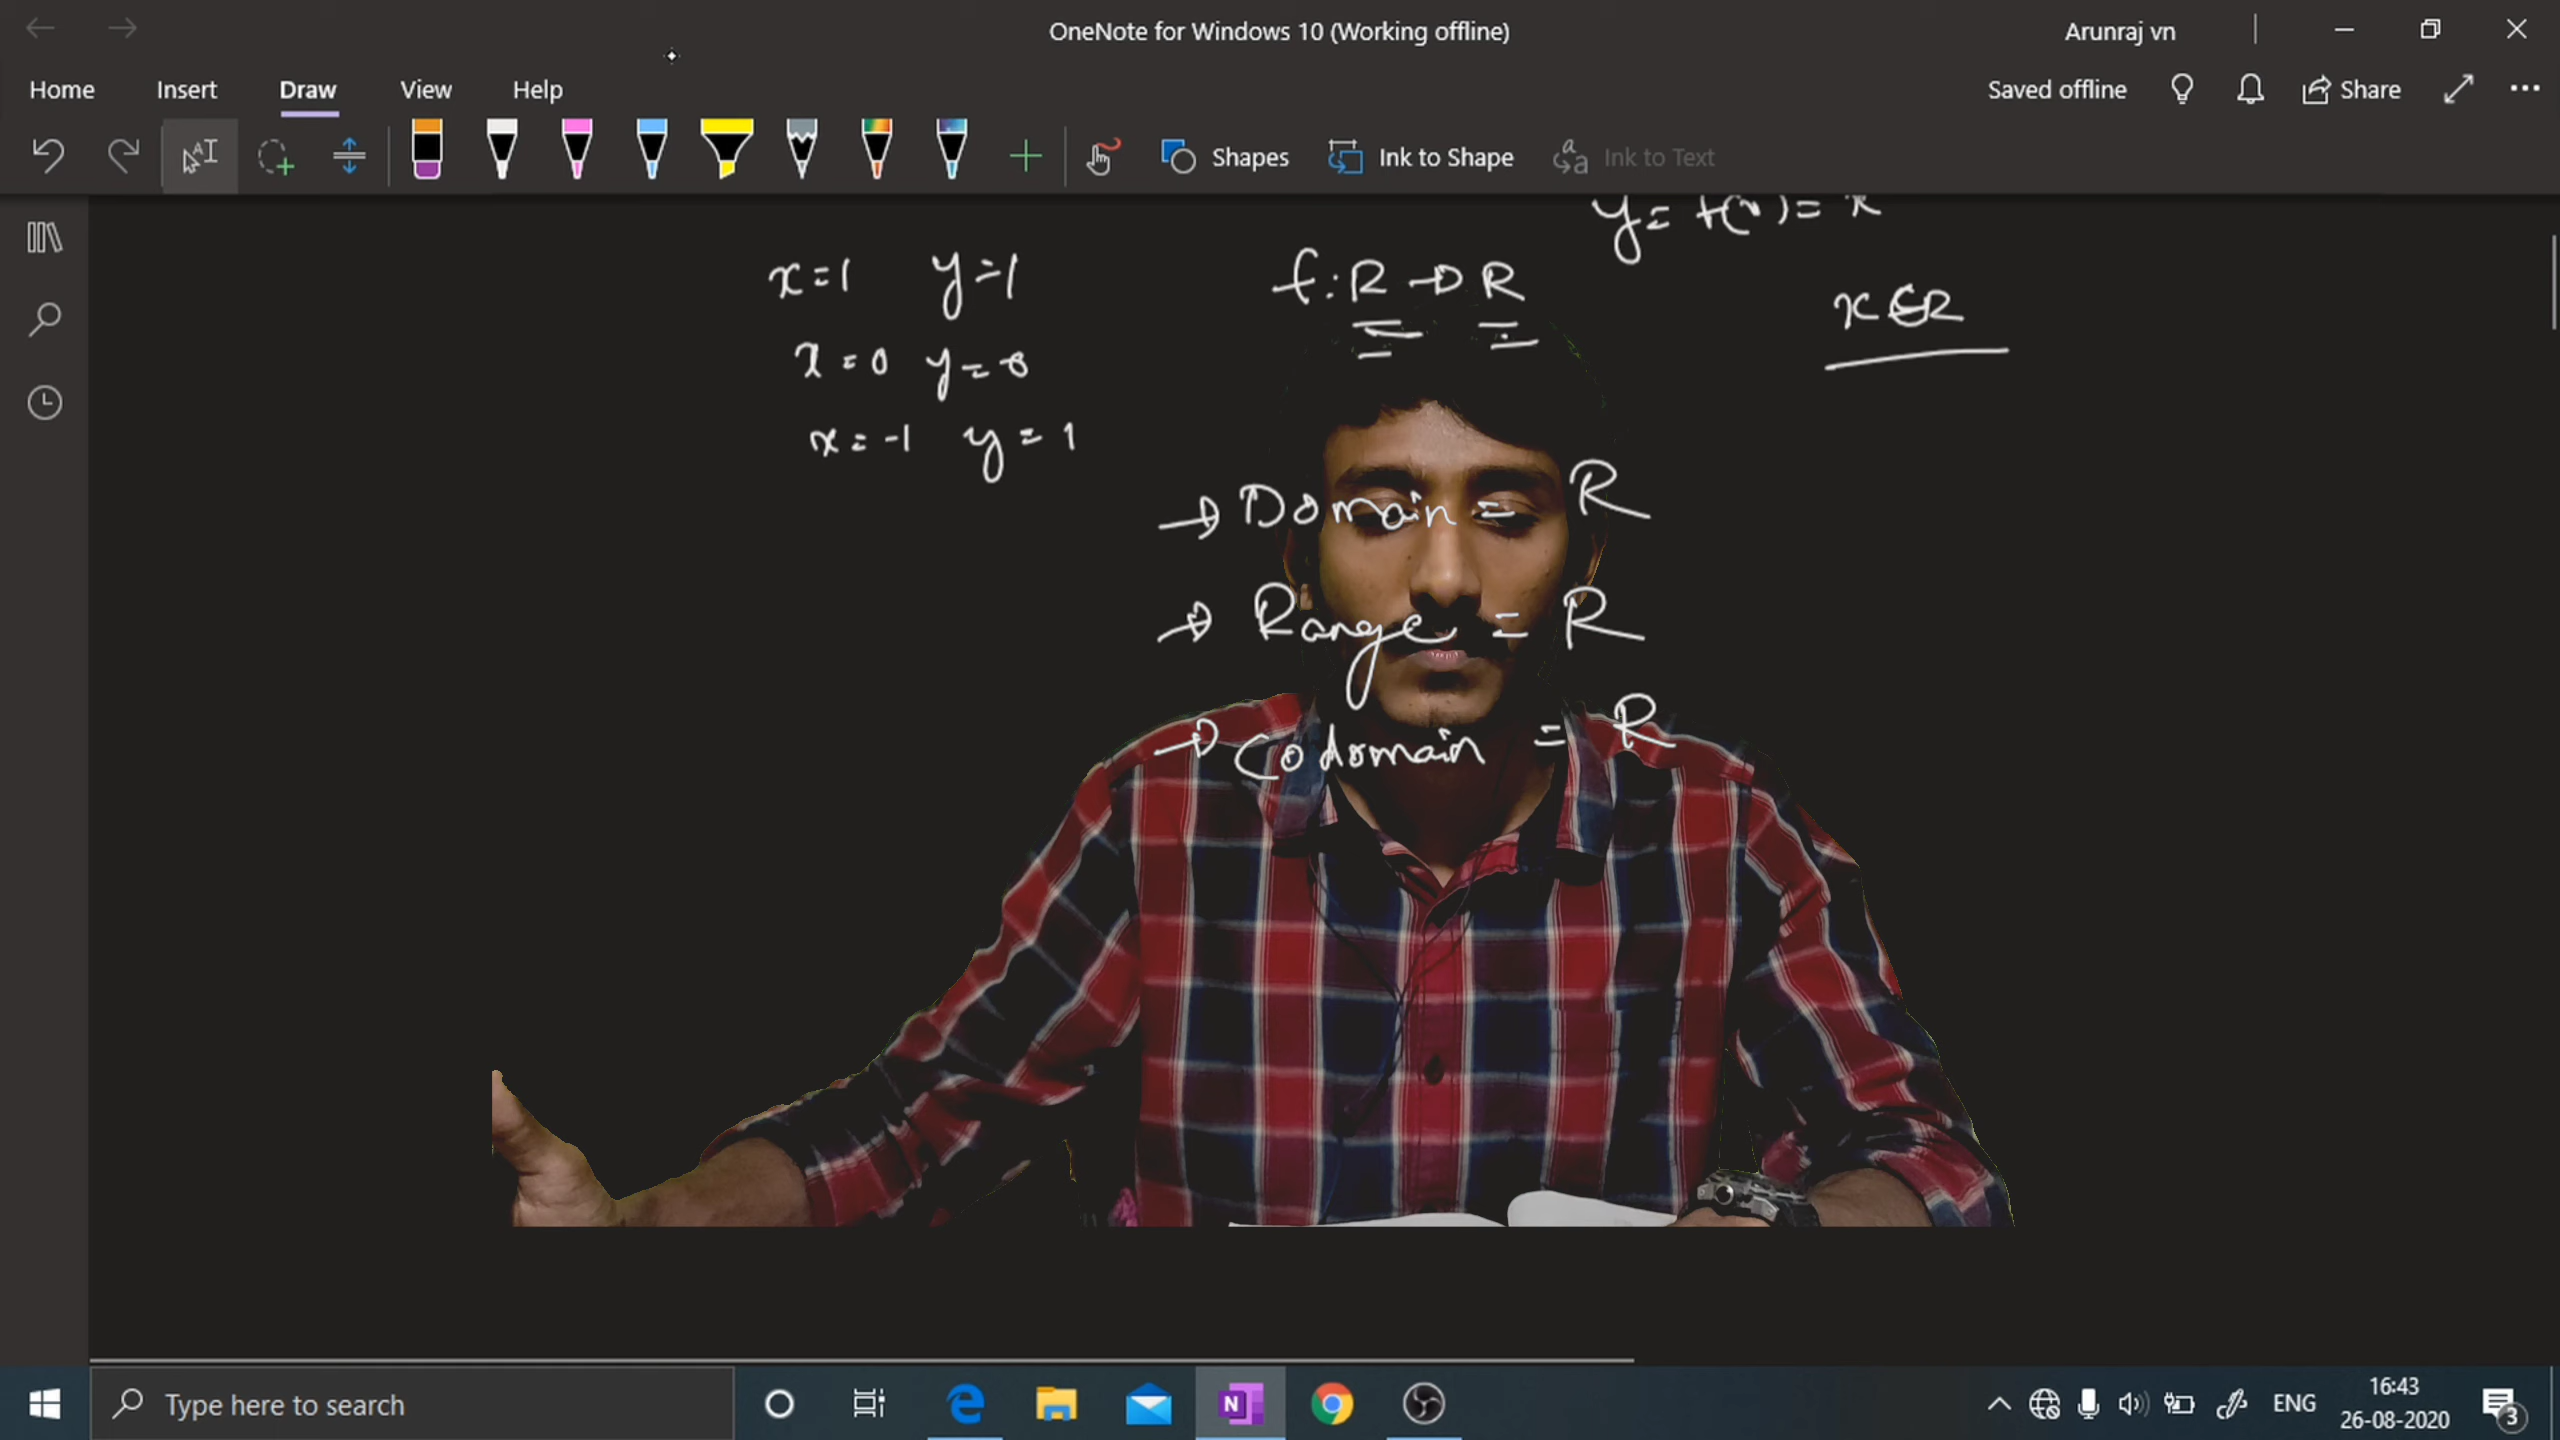 OneNote for Windows 10 (Working offline)
Arunraj vn
Home Insert Draw View Help
Saved offline Share
Shapes Ink to Shape Ink to Text
y = f(x) = x
x=1 y=1 f: R → R
x∈R
x=0 y=0
x=-1 y=1
→ Domain = R
→ Range = R
→ Codomain = R
Type here to search
ENG
16:43
26-08-2020
3